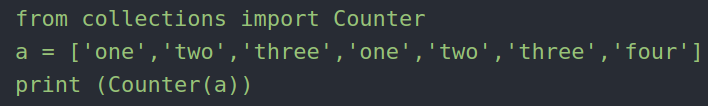 from collections import Counter
a = ['one','two','three','one','two','three','four']
print (Counter(a))